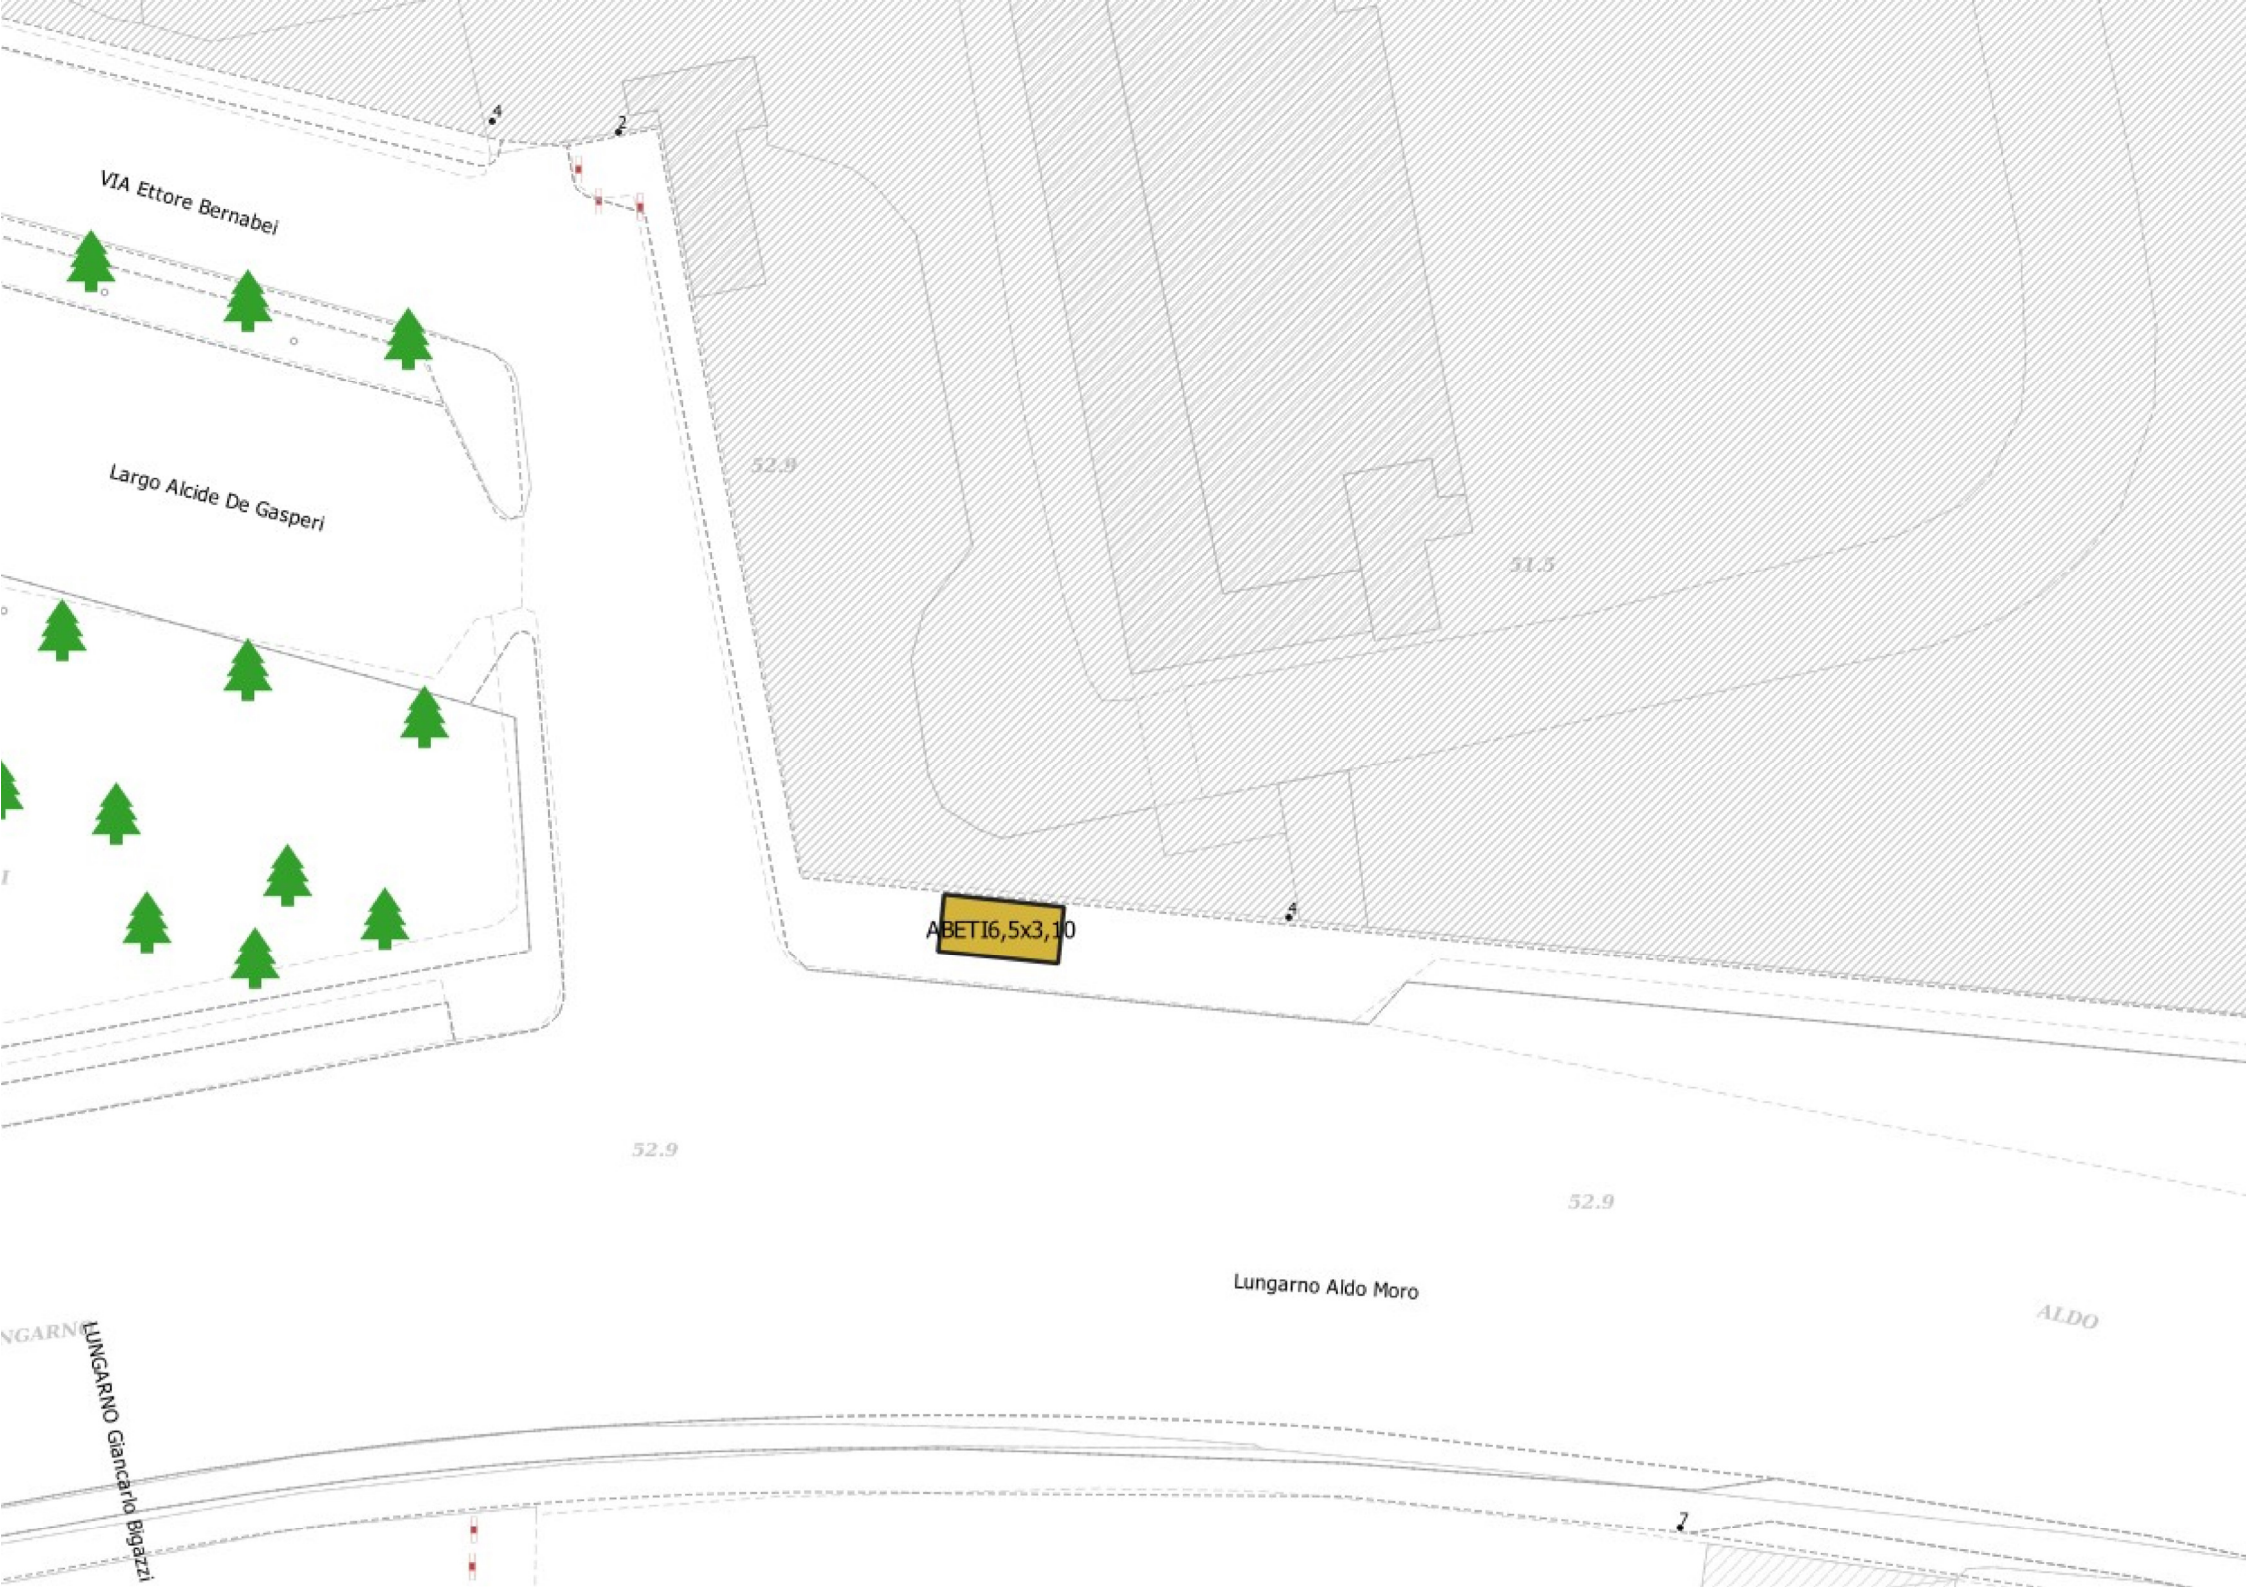 4
2
VIA Ettore Bernabei
52.9
Largo Alcide De Gasperi
51.5
I
4
ABETI6,5x3,10
52.9
52.9
Lungarno Aldo Moro
ALDO
NGARNO
LUNGARNO Giancarlo Bigazzi
7